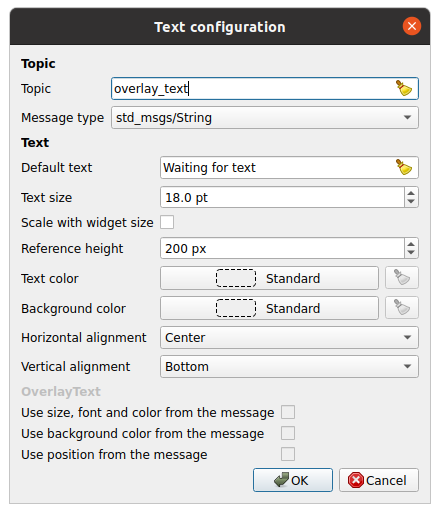 Text configuration
Topic
Topic overlay_text
Message type std_msgs/String
Text
Default text Waiting for text
Text size 18.0 pt
Scale with widget size
Reference height 200 px
Text color Standard
Background color Standard
Horizontal alignment Center
Vertical alignment Bottom
OverlayText
Use size, font and color from the message
Use background color from the message
Use position from the message
OK Cancel